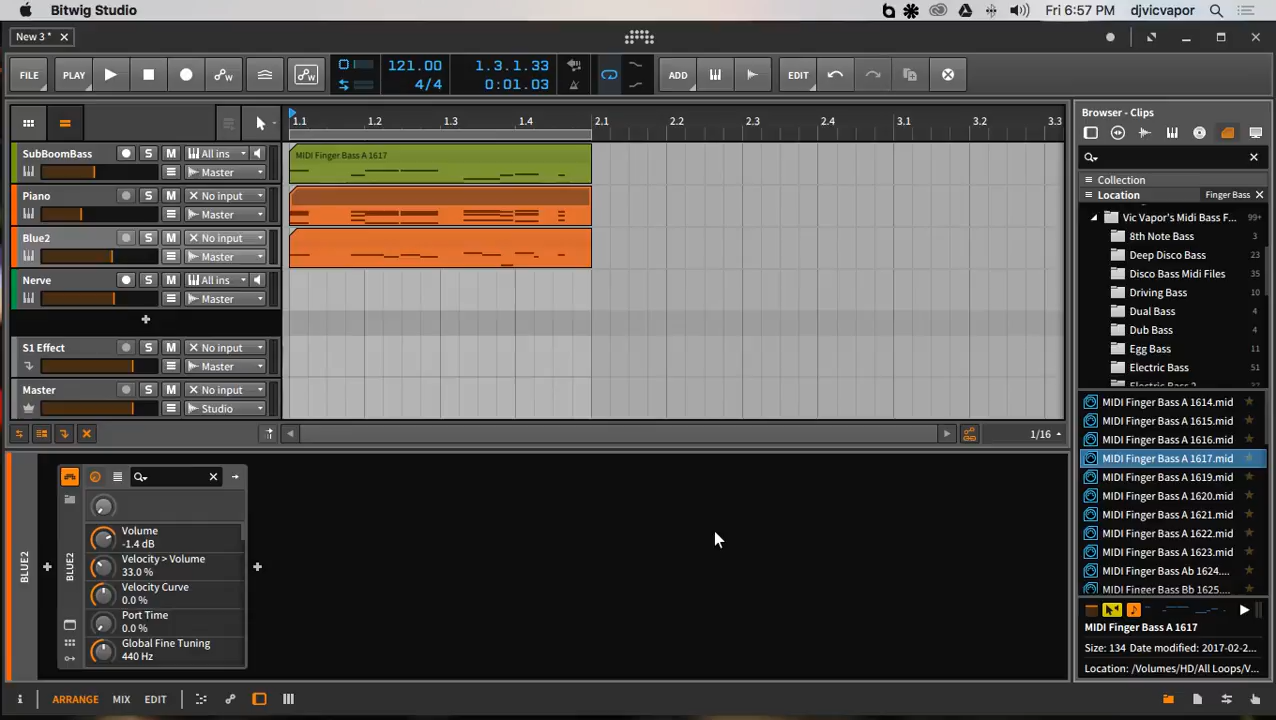 Bitwig Studio Fri 6:57 PM djvicvapor
New 3 *
FILE PLAY 121.00 1.3.1.33 ADD EDIT
4/4 0:01.03
1.1 1.2 1.3 1.4 2.1 2.2 2.3 2.4 3.1 3.2 3.3
SubBoomBass S M All ins
Master
MIDI Finger Bass A 1617
Piano S M No input
Master
Blue2 S M No input
Master
Nerve S M All ins
Master
S1 Effect S M No input
Master
Master S M No input
Studio
1/16
BLUE2
BLUE2
Volume
-1.4 dB
Velocity > Volume
33.0 %
Velocity Curve
0.0 %
Port Time
0.0 %
Global Fine Tuning
440 Hz
Browser - Clips
Collection
Location Finger Bass
Vic Vapor's Midi Bass F... 99+
8th Note Bass 3
Deep Disco Bass 23
Disco Bass Midi Files 35
Driving Bass 10
Dual Bass 4
Dub Bass 4
Egg Bass 11
Electric Bass 51
Electric Bass 2
MIDI Finger Bass A 1614.mid
MIDI Finger Bass A 1615.mid
MIDI Finger Bass A 1616.mid
MIDI Finger Bass A 1617.mid
MIDI Finger Bass A 1619.mid
MIDI Finger Bass A 1620.mid
MIDI Finger Bass A 1621.mid
MIDI Finger Bass A 1622.mid
MIDI Finger Bass A 1623.mid
MIDI Finger Bass Ab 1624....
MIDI Finger Bass Bb 1625....
MIDI Finger Bass A 1617
Size: 134 Date modified: 2017-02-2...
Location: /Volumes/HD/All Loops/V...
ARRANGE MIX EDIT